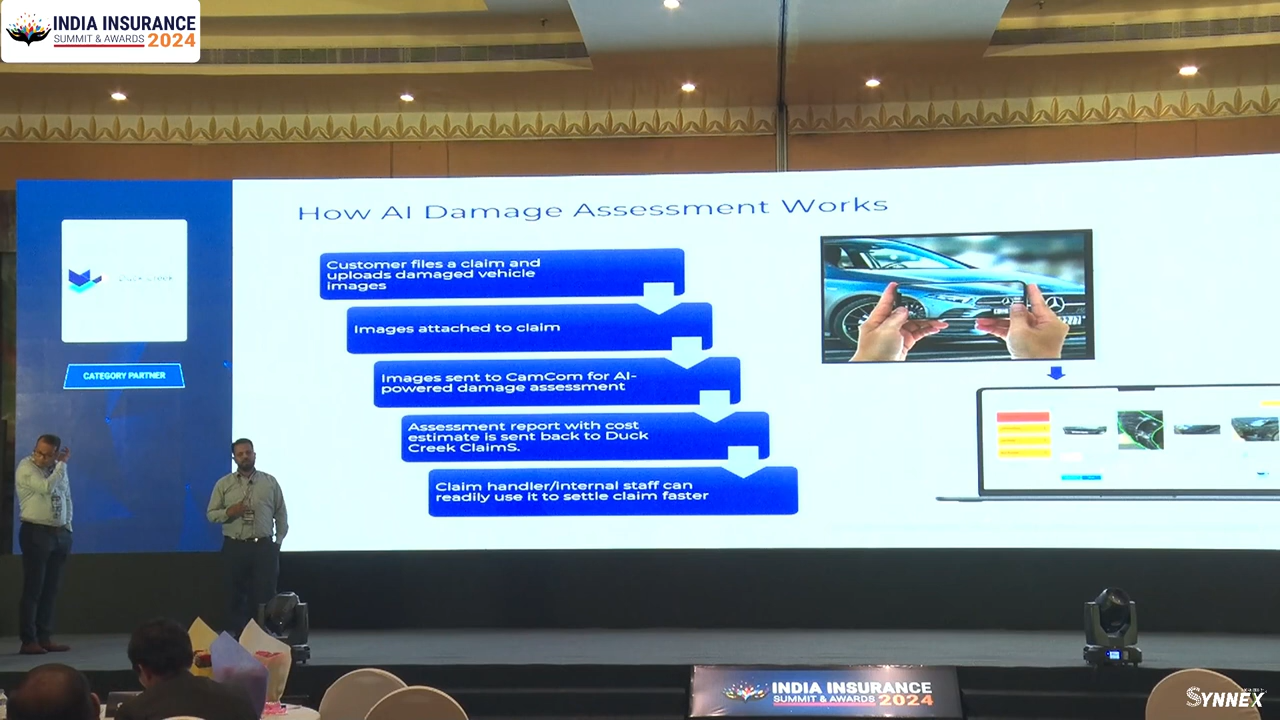 INDIA INSURANCE
SUMMIT & AWARDS 2024
How AI Damage Assessment Works
Duck Creek
CATEGORY PARTNER
Customer files a claim and
uploads damaged vehicle
images
Images attached to claim
Images sent to CamCom for AI-
powered damage assessment
Assessment report with cost
estimate is sent back to Duck
Creek ClaimS.
Claim handler/internal staff can
readily use it to settle claim faster
INDIA INSURANCE
SUMMIT & AWARDS 2024
SYNNEX